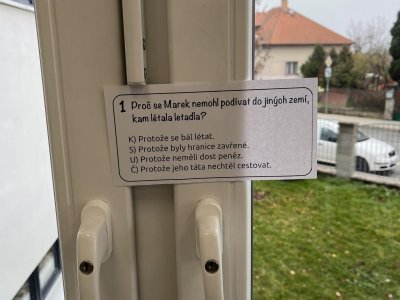 1 Proč se Marek nemohl podívat do jiných zemí,
kam létala letadla?
K) Protože se bál létat.
S) Protože byly hranice zavřené.
U) Protože neměli dost peněz.
Č) Protože jeho táta nechtěl cestovat.